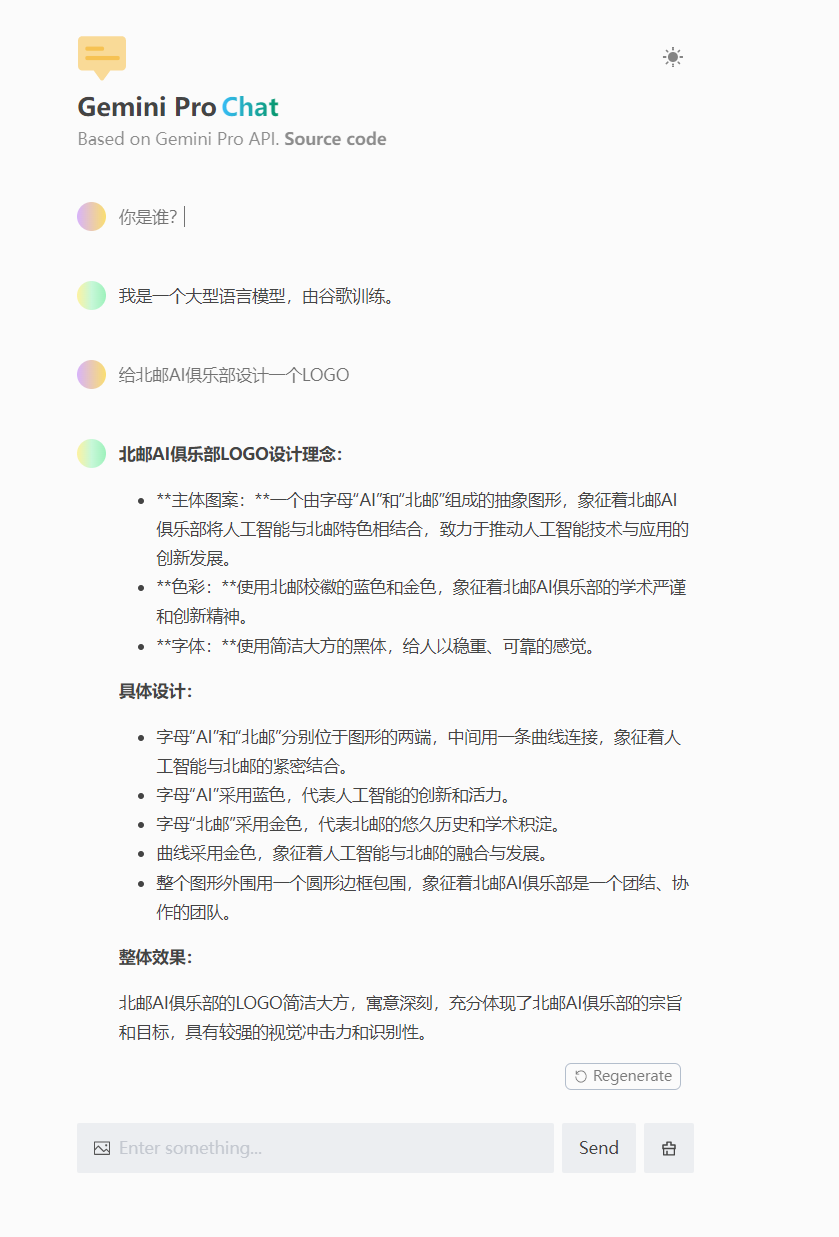 Gemini Pro Chat
Based on Gemini Pro API. Source code
你是谁？
我是一个大型语言模型，由谷歌训练。
给北邮AI俱乐部设计一个LOGO
北邮AI俱乐部LOGO设计理念：
**主体图案：**一个由字母“AI”和“北邮”组成的抽象图形，象征着北邮AI
俱乐部将人工智能与北邮特色相结合，致力于推动人工智能技术与应用的
创新发展。
**色彩：**使用北邮校徽的蓝色和金色，象征着北邮AI俱乐部的学术严谨
和创新精神。
**字体：**使用简洁大方的黑体，给人以稳重、可靠的感觉。
具体设计：
字母“AI”和“北邮”分别位于图形的两端，中间用一条曲线连接，象征着人
工智能与北邮的紧密结合。
字母“AI”采用蓝色，代表人工智能的创新和活力。
字母“北邮”采用金色，代表北邮的悠久历史和学术积淀。
曲线采用金色，象征着人工智能与北邮的融合与发展。
整个图形外围用一个圆形边框包围，象征着北邮AI俱乐部是一个团结、协
作的团队。
整体效果：
北邮AI俱乐部的LOGO简洁大方，寓意深刻，充分体现了北邮AI俱乐部的宗旨
和目标，具有较强的视觉冲击力和识别性。
Regenerate
Enter something...
Send